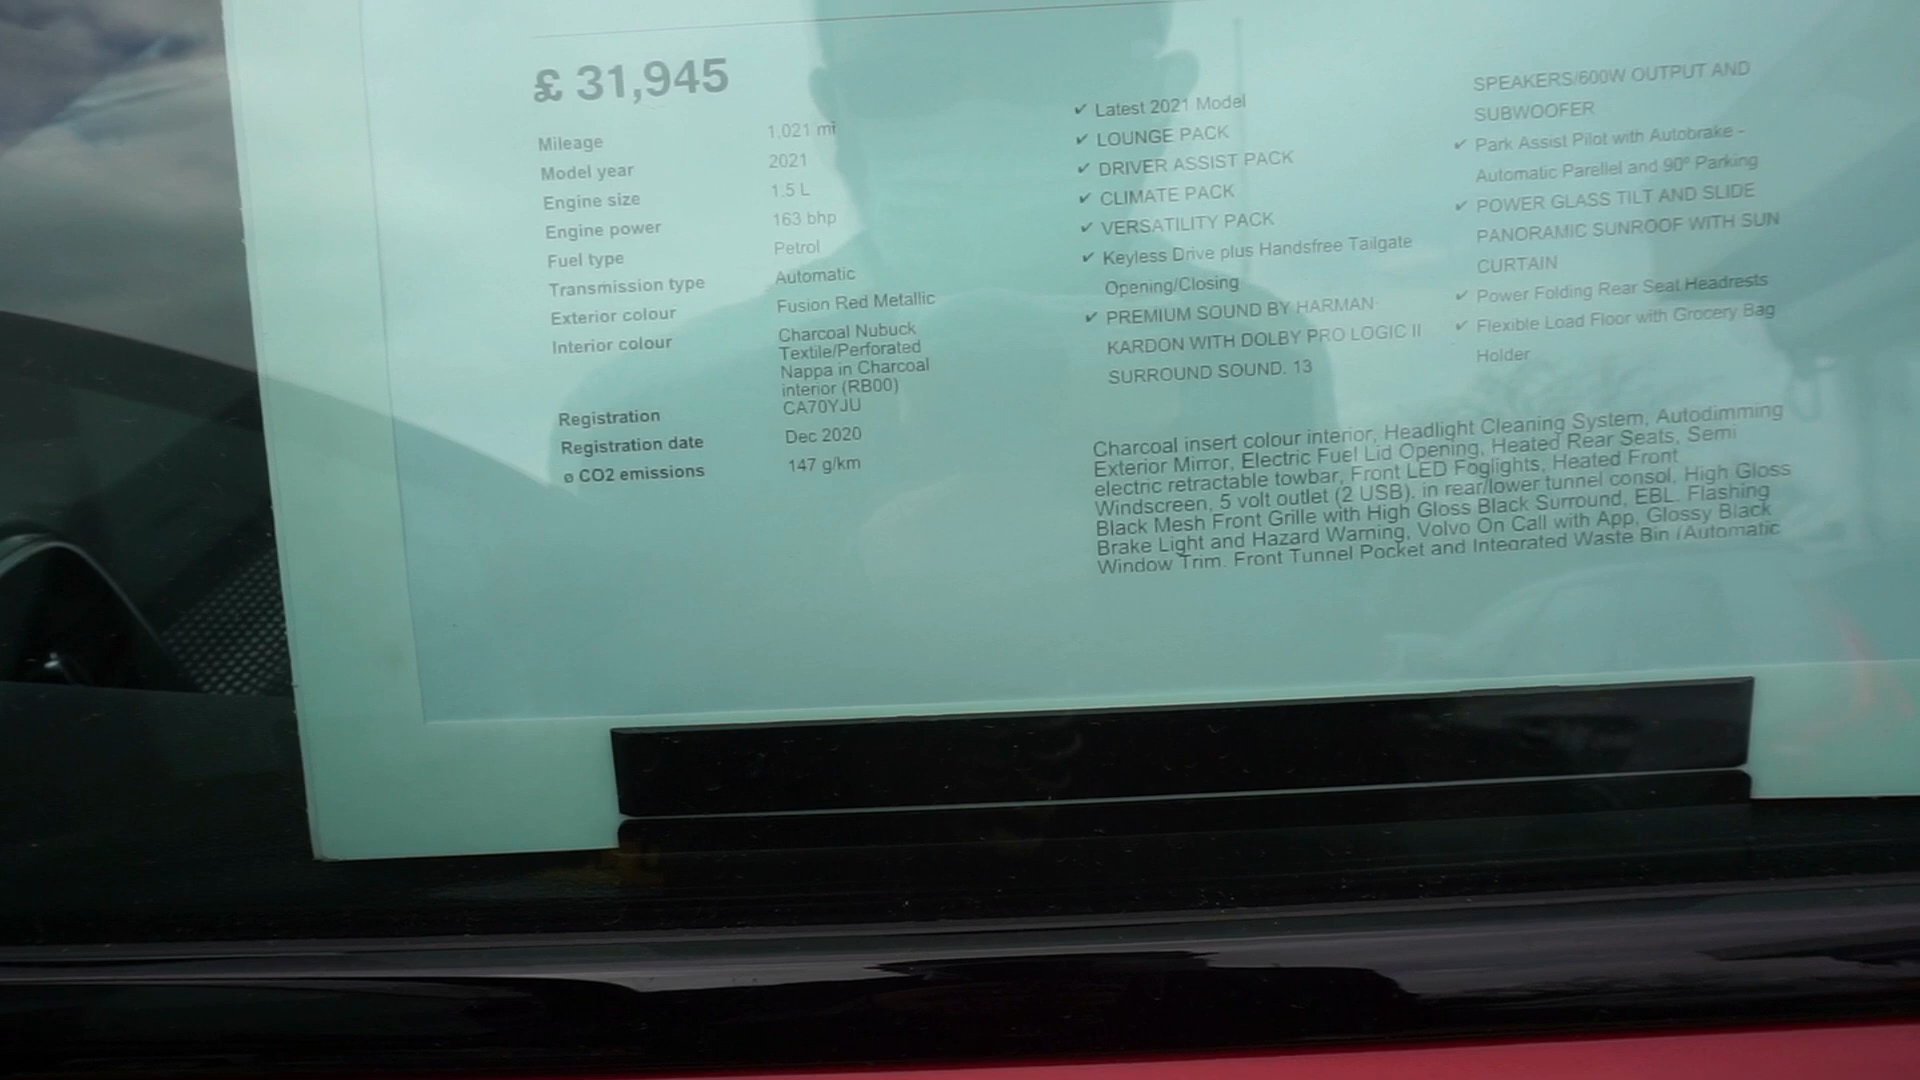 £ 31,945
Mileage 1,021 mi
Model year 2021
Engine size 1.5 L
Engine power 163 bhp
Fuel type Petrol
Transmission type Automatic
Exterior colour Fusion Red Metallic
Interior colour Charcoal Nubuck
Textile/Perforated
Nappa in Charcoal
interior (RB00)
Registration CA70YJU
Registration date Dec 2020
ø CO2 emissions 147 g/km
✔ Latest 2021 Model
✔ LOUNGE PACK
✔ DRIVER ASSIST PACK
✔ CLIMATE PACK
✔ VERSATILITY PACK
✔ Keyless Drive plus Handsfree Tailgate
Opening/Closing
✔ PREMIUM SOUND BY HARMAN
KARDON WITH DOLBY PRO LOGIC II
SURROUND SOUND. 13
SPEAKERS/600W OUTPUT AND
SUBWOOFER
✔ Park Assist Pilot with Autobrake -
Automatic Parellel and 90º Parking
✔ POWER GLASS TILT AND SLIDE
PANORAMIC SUNROOF WITH SUN
CURTAIN
✔ Power Folding Rear Seat Headrests
✔ Flexible Load Floor with Grocery Bag
Holder
Charcoal insert colour interior, Headlight Cleaning System, Autodimming
Exterior Mirror, Electric Fuel Lid Opening, Heated Rear Seats, Semi
electric retractable towbar, Front LED Foglights, Heated Front
Windscreen, 5 volt outlet (2 USB). in rear/lower tunnel consol, High Gloss
Black Mesh Front Grille with High Gloss Black Surround, EBL. Flashing
Brake Light and Hazard Warning, Volvo On Call with App, Glossy Black
Window Trim. Front Tunnel Pocket and Integrated Waste Bin (Automatic